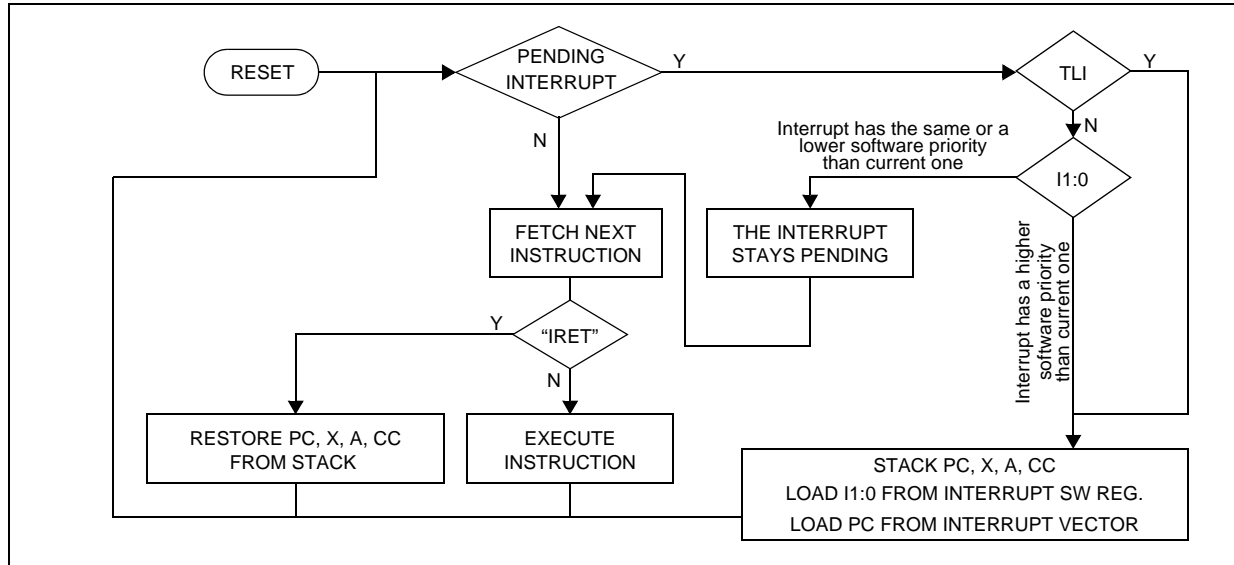 RESET
PENDING
INTERRUPT
Y
TLI
Y
N
N
Interrupt has the same or a
lower software priority
than current one
I1:0
FETCH NEXT
INSTRUCTION
THE INTERRUPT
STAYS PENDING
Interrupt has a higher
software priority
than current one
Y
“IRET”
N
RESTORE PC, X, A, CC
FROM STACK
EXECUTE
INSTRUCTION
STACK PC, X, A, CC
LOAD I1:0 FROM INTERRUPT SW REG.
LOAD PC FROM INTERRUPT VECTOR